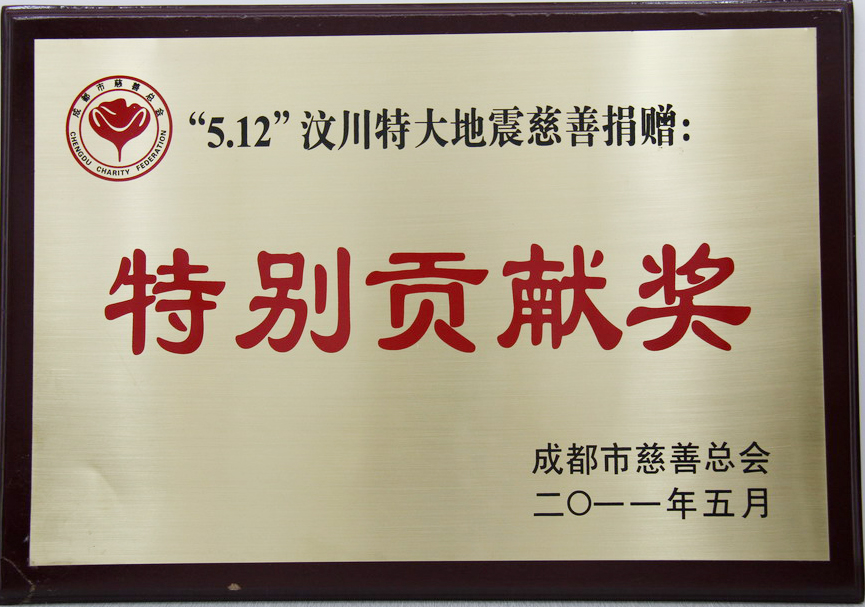 成都市慈善总会
CHENGDU CHARITY FEDERATION
“5.12”汶川特大地震慈善捐赠：
特别贡献奖
成都市慈善总会
二〇一一年五月